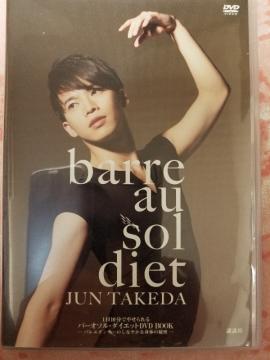 DVD
VIDEO
barre
au
sol
diet
JUN TAKEDA
1日10分でやせられる
バーオソル・ダイエットDVD BOOK
講談社